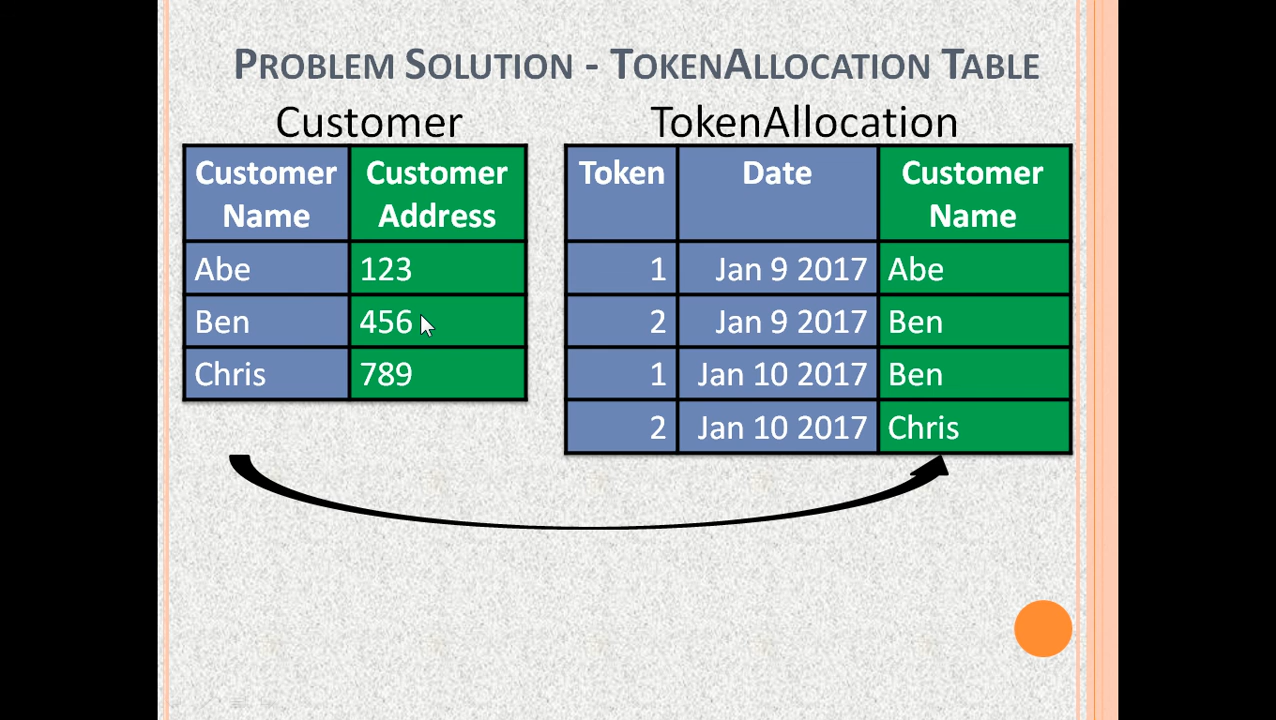 PROBLEM SOLUTION - TOKENALLOCATION TABLE
Customer
Customer Name Customer Address
Abe 123
Ben 456
Chris 789
TokenAllocation
Token Date Customer Name
1 Jan 9 2017 Abe
2 Jan 9 2017 Ben
1 Jan 10 2017 Ben
2 Jan 10 2017 Chris